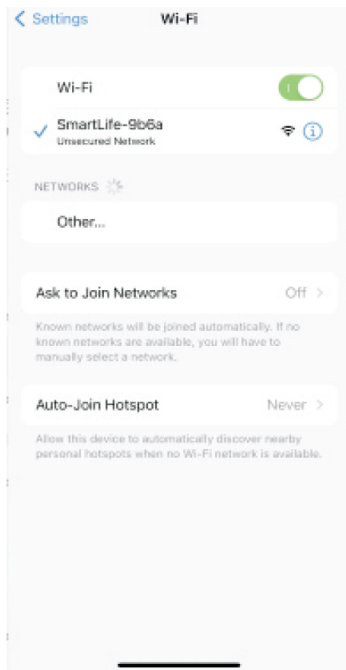 Settings
Wi-Fi
Wi-Fi
SmartLife-9b6a
Unsecured Network
NETWORKS
Other...
Ask to Join Networks
Off
Known networks will be joined automatically. If no
known networks are available, you will have to
manually select a network.
Auto-Join Hotspot
Never
Allow this device to automatically discover nearby
personal hotspots when no Wi-Fi network is available.